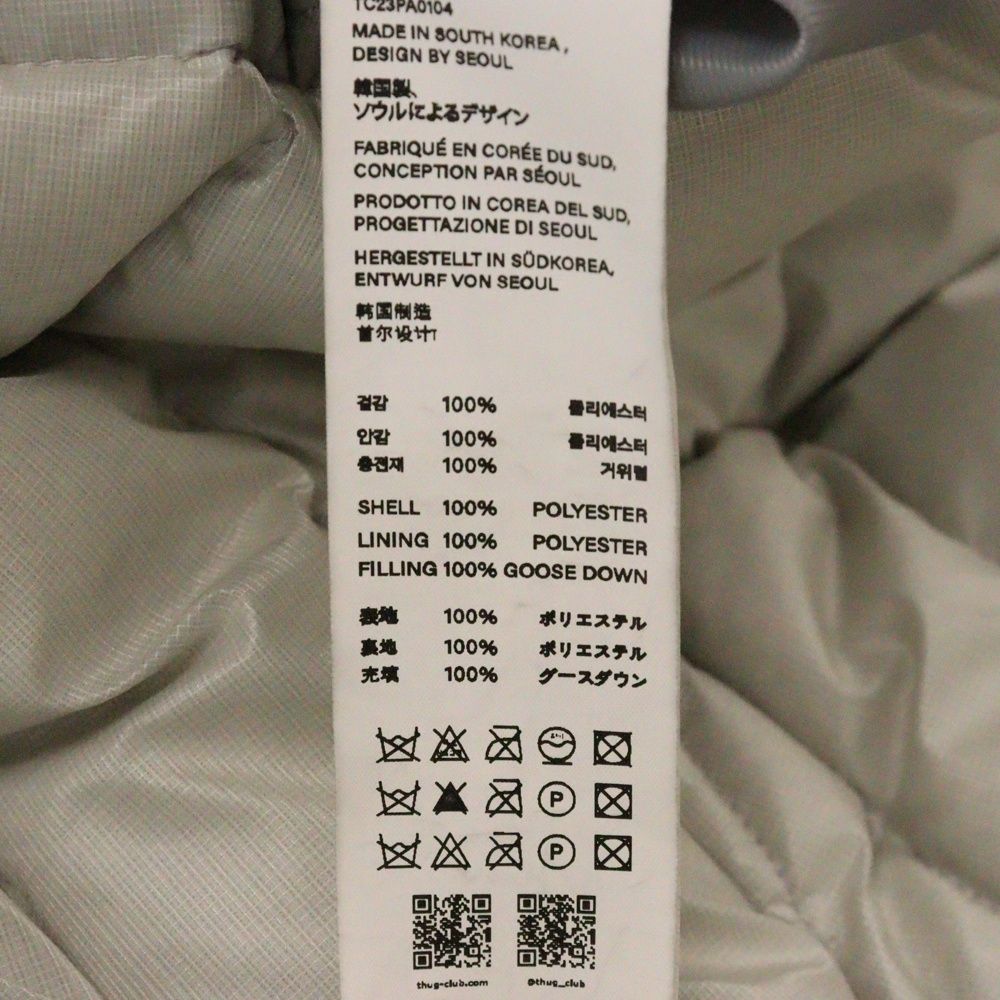 TC23PA0104
MADE IN SOUTH KOREA,
DESIGN BY SEOUL
韓国製、
ソウルによるデザイン
FABRIQUÉ EN CORÉE DU SUD,
CONCEPTION PAR SÉOUL
PRODOTTO IN COREA DEL SUD,
PROGETTAZIONE DI SEOUL
HERGESTELLT IN SÜDKOREA,
ENTWURF VON SEOUL
韩国制造
首尔设计
겉감 100% 폴리에스터
안감 100% 폴리에스터
충전재 100% 거위털
SHELL 100% POLYESTER
LINING 100% POLYESTER
FILLING 100% GOOSE DOWN
表地 100% ポリエステル
裏地 100% ポリエステル
充填 100% グースダウン
P
P
thug-club.com @thug_club